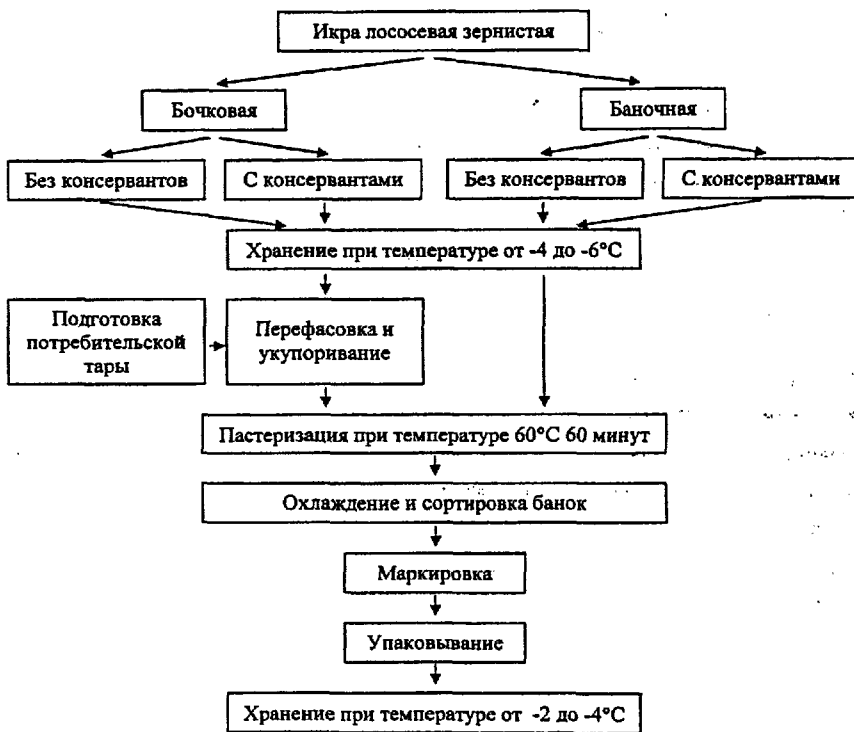 Икра лососевая зернистая
Бочковая
Баночная
Без консервантов
С консервантами
Без консервантов
С консервантами
Хранение при температуре от -4 до -6°С
Подготовка
потребительской
тары
Перефасовка и
укупоривание
Пастеризация при температуре 60°С 60 минут
Охлаждение и сортировка банок
Маркировка
Упаковывание
Хранение при температуре от -2 до -4°С